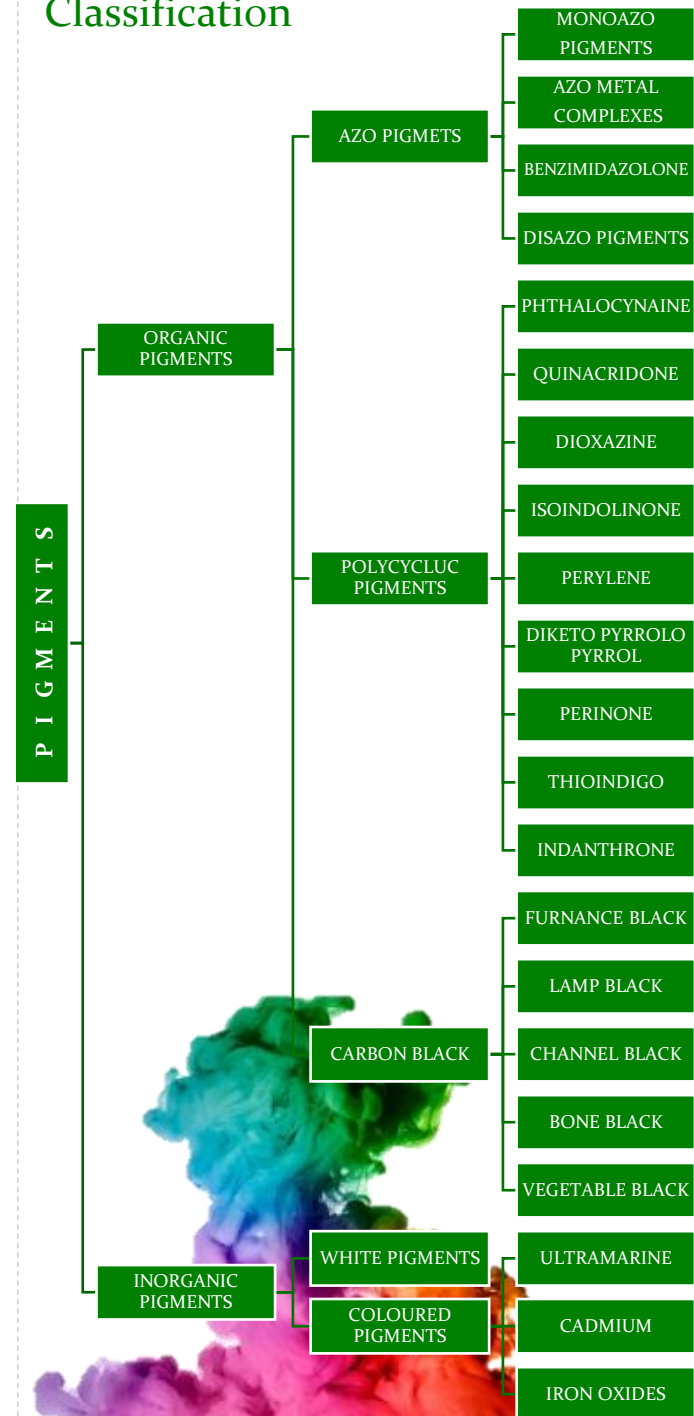 Classification
PIGMENTS
ORGANIC
PIGMENTS
AZO PIGMETS
MONOAZO
PIGMENTS
AZO METAL
COMPLEXES
BENZIMIDAZOLONE
DISAZO PIGMENTS
POLYCYCLUC
PIGMENTS
PHTHALOCYNAINE
QUINACRIDONE
DIOXAZINE
ISOINDOLINONE
PERYLENE
DIKETO PYRROLO
PYRROL
PERINONE
THIOINDIGO
INDANTHRONE
CARBON BLACK
FURNANCE BLACK
LAMP BLACK
CHANNEL BLACK
BONE BLACK
VEGETABLE BLACK
INORGANIC
PIGMENTS
WHITE PIGMENTS
COLOURED
PIGMENTS
ULTRAMARINE
CADMIUM
IRON OXIDES